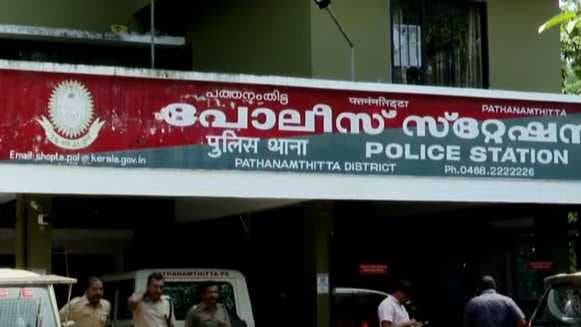 പത്തനംതിട്ട पत्तनंमतिट्टा PATHANAMTHITTA
പോലീസ് സ്റ്റേഷൻ
पुलिस थाना POLICE STATION
Email:shopta.pol@kerala.gov.in PATHANAMTHITTA DISTRICT Ph.0468.2222226
PATHANAMTHITTA PS